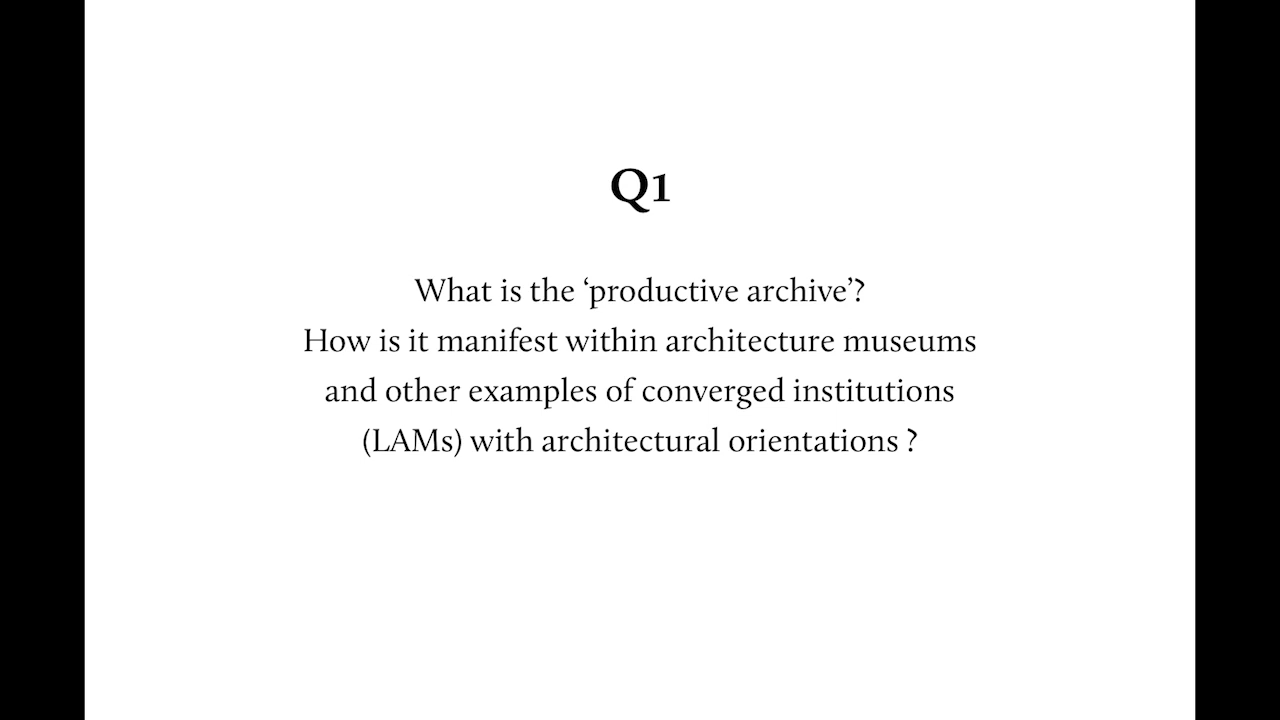 Q1
What is the ‘productive archive’?
How is it manifest within architecture museums
and other examples of converged institutions
(LAMs) with architectural orientations ?